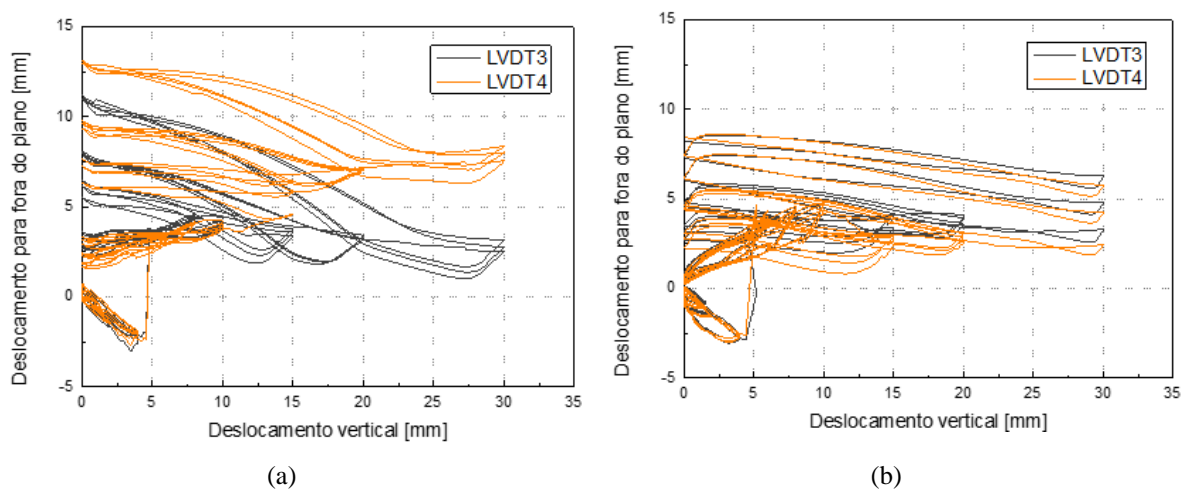 15
10
5
0
-5
Deslocamento para fora do plano [mm]
LVDT3
LVDT4
0 5 10 15 20 25 30 35
Deslocamento vertical [mm]
(a)
15
10
5
0
-5
Deslocamento para fora do plano [mm]
LVDT3
LVDT4
0 5 10 15 20 25 30 35
Deslocamento vertical [mm]
(b)